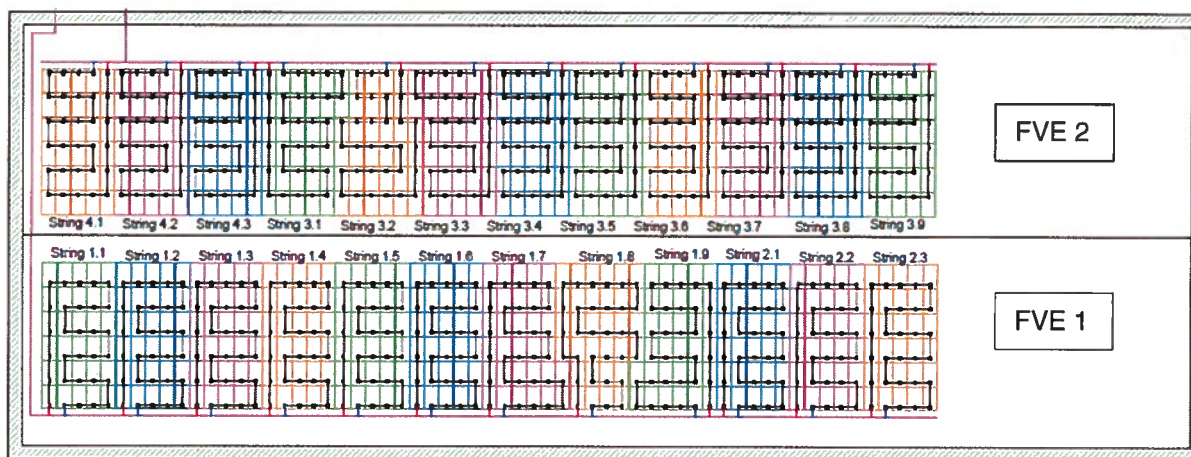 FVE 2
String 4.1 String 4.2 String 4.3 String 3.1 String 3.2 String 3.3 String 3.4 String 3.5 String 3.6 String 3.7 String 3.8 String 3.9
String 1.1 String 1.2 String 1.3 String 1.4 String 1.5 String 1.6 String 1.7 String 1.8 String 1.9 String 2.1 String 2.2 String 2.3
FVE 1